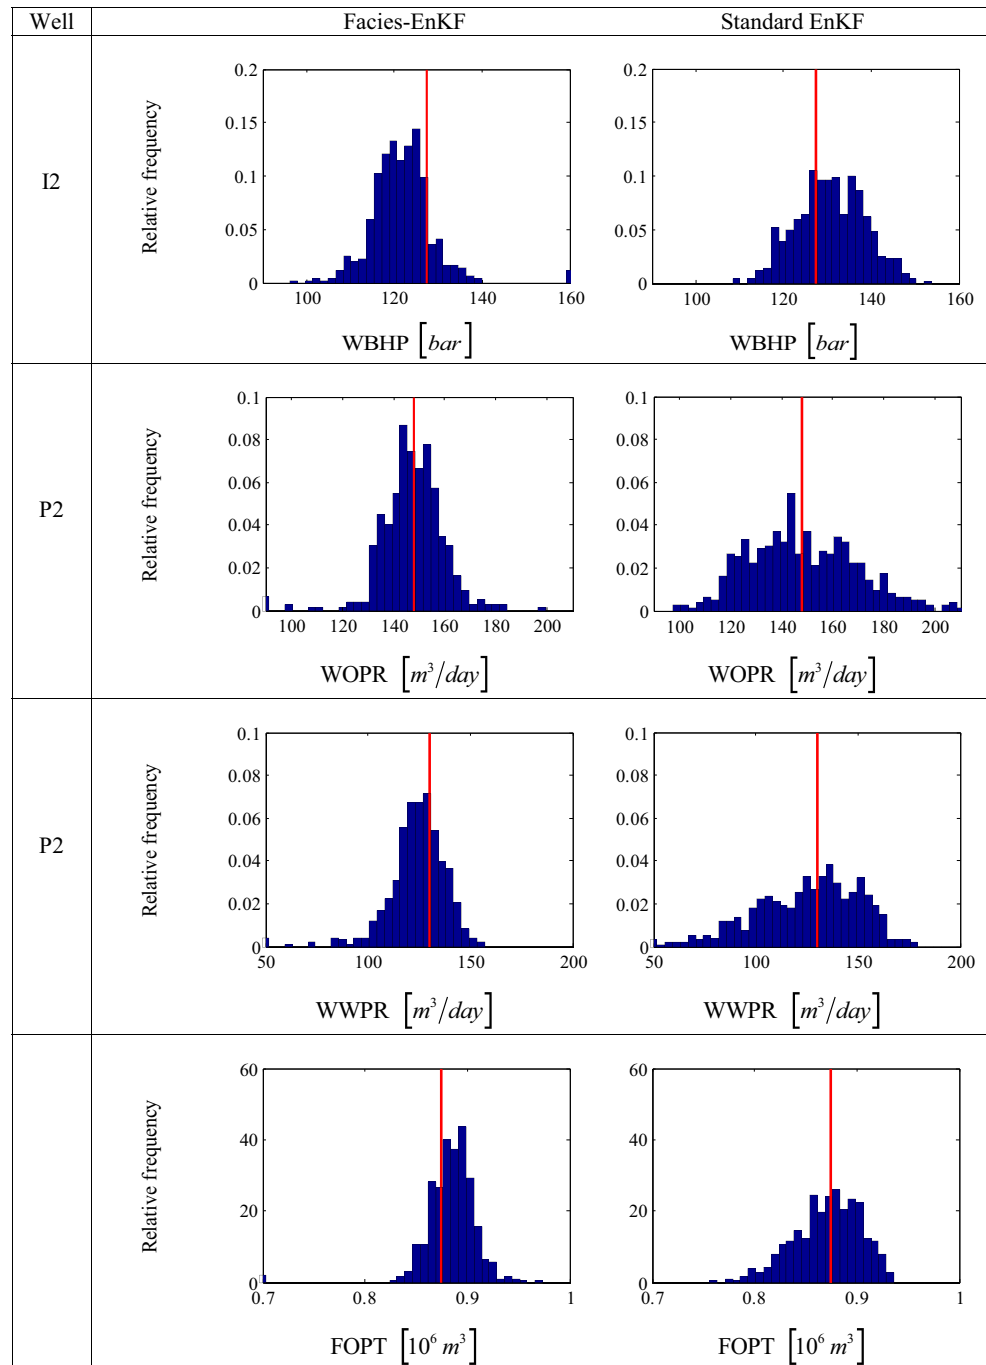 Well Facies-EnKF Standard EnKF
I2
Relative frequency
0.2 0.15 0.1 0.05 0
100 120 140 160
WBHP [bar]
0.2 0.15 0.1 0.05 0
100 120 140 160
WBHP [bar]
P2
Relative frequency
0.1 0.08 0.06 0.04 0.02 0
100 120 140 160 180 200
WOPR [m³/day]
0.1 0.08 0.06 0.04 0.02 0
100 120 140 160 180 200
WOPR [m³/day]
P2
Relative frequency
0.1 0.08 0.06 0.04 0.02 0
50 100 150 200
WWPR [m³/day]
0.1 0.08 0.06 0.04 0.02 0
50 100 150 200
WWPR [m³/day]
Relative frequency
60 40 20 0
0.7 0.8 0.9 1
FOPT [10⁶ m³]
60 40 20 0
0.7 0.8 0.9 1
FOPT [10⁶ m³]